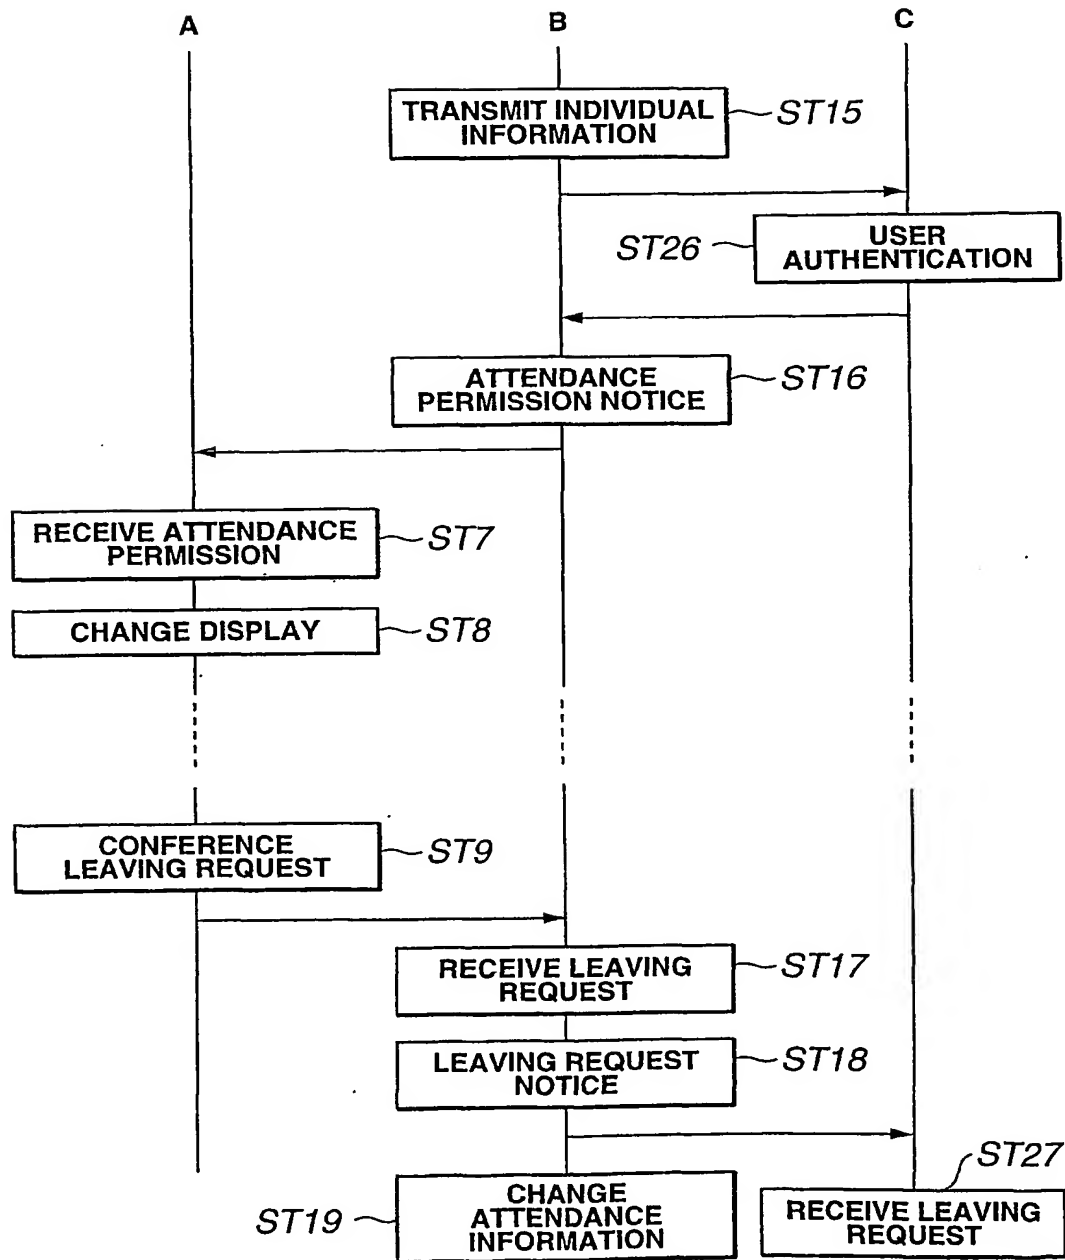 A
B
C
TRANSMIT INDIVIDUAL
INFORMATION
ST15
ST26
USER
AUTHENTICATION
ATTENDANCE
PERMISSION NOTICE
ST16
RECEIVE ATTENDANCE
PERMISSION
ST7
CHANGE DISPLAY
ST8
CONFERENCE
LEAVING REQUEST
ST9
RECEIVE LEAVING
REQUEST
ST17
LEAVING REQUEST
NOTICE
ST18
ST19
CHANGE
ATTENDANCE
INFORMATION
ST27
RECEIVE LEAVING
REQUEST